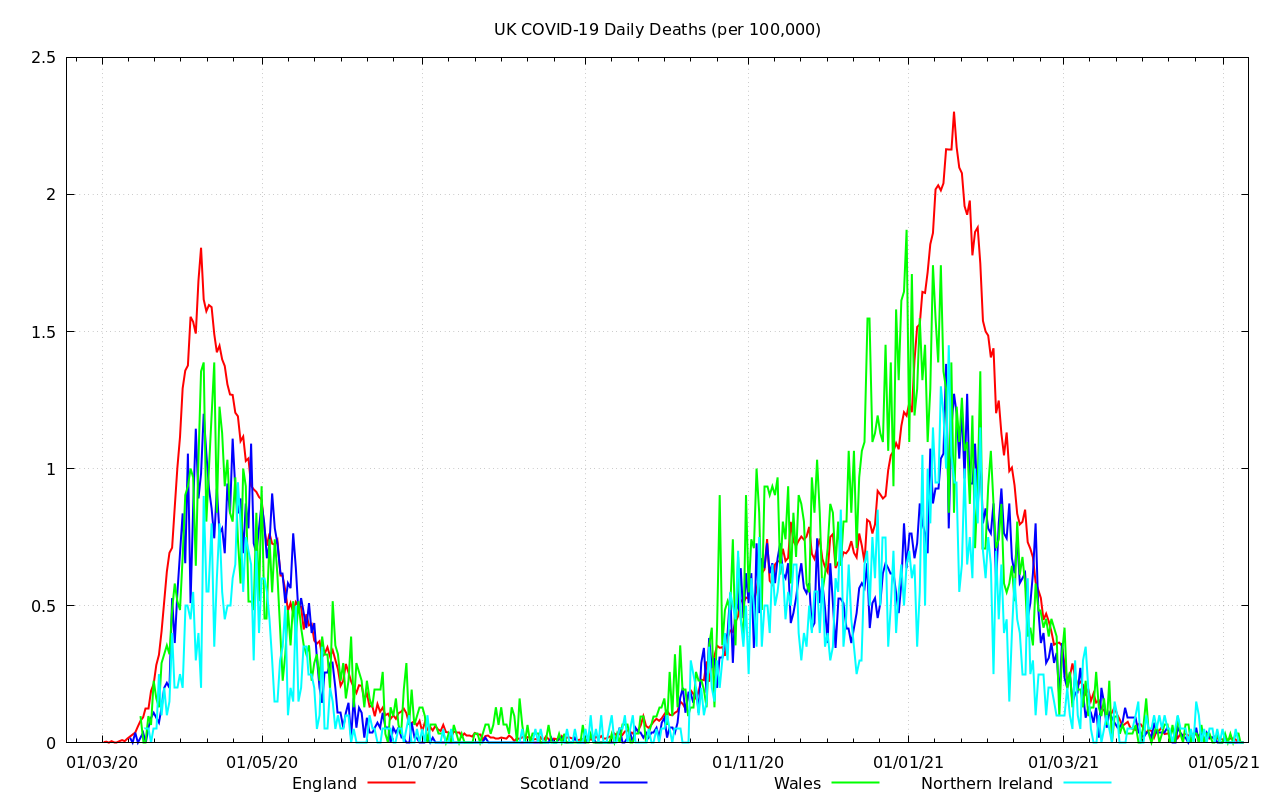 UK COVID-19 Daily Deaths (per 100,000)
2.5
2
1.5
1
0.5
0
01/03/20 01/05/20 01/07/20 01/09/20 01/11/20 01/01/21 01/03/21 01/05/21
England Scotland Wales Northern Ireland